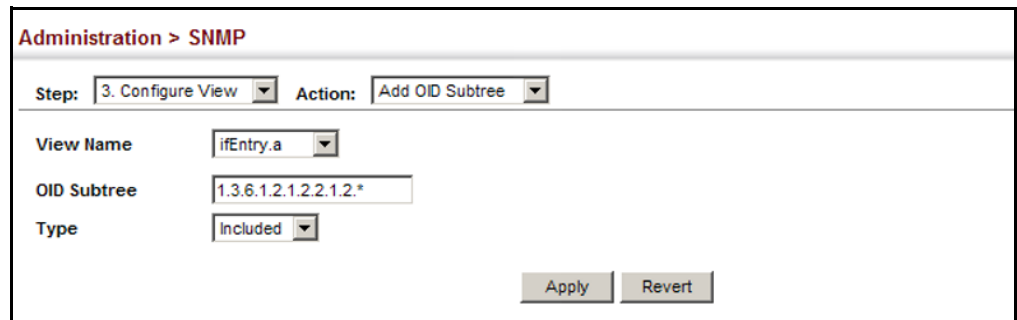 Administration > SNMP
Step: 3. Configure View Action: Add OID Subtree
View Name ifEntry.a
OID Subtree 1.3.6.1.2.1.2.2.1.2.*
Type Included
Apply Revert